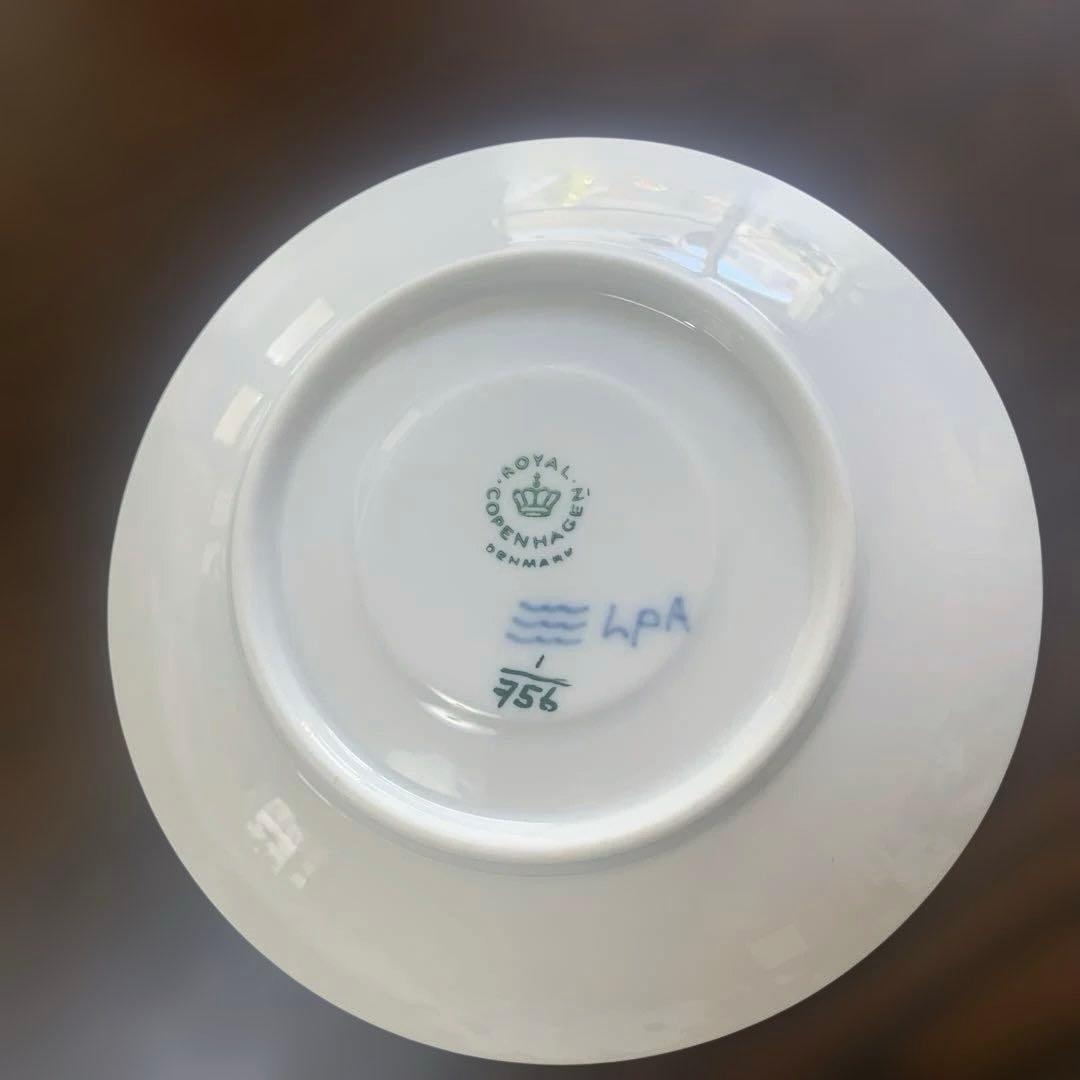 ROYAL
COPENHAGEN
DENMARK
LPA
1
756